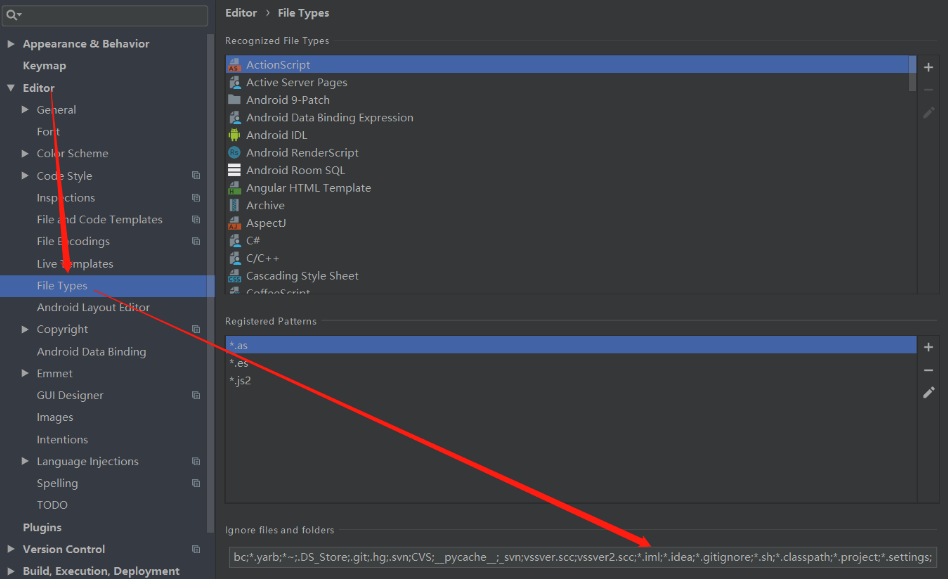 Appearance & Behavior
Keymap
Editor
General
Font
Color Scheme
Code Style
Inspections
File and Code Templates
File Encodings
Live Templates
File Types
Android Layout Editor
Copyright
Android Data Binding
Emmet
GUI Designer
Images
Intentions
Language Injections
Spelling
TODO
Plugins
Version Control
Build, Execution, Deployment
Editor › File Types
Recognized File Types
ActionScript
Active Server Pages
Android 9-Patch
Android Data Binding Expression
Android IDL
Android RenderScript
Android Room SQL
Angular HTML Template
Archive
AspectJ
C#
C/C++
Cascading Style Sheet
CoffeeScript
Registered Patterns
*.as
*.es
*.js2
Ignore files and folders
bc;*.yarb;*~;.DS_Store;.git;.hg;.svn;CVS;__pycache__;_svn;vssver.scc;vssver2.scc;*.iml;*.idea;*.gitignore;*.sh;*.classpath;*.project;*.settings;